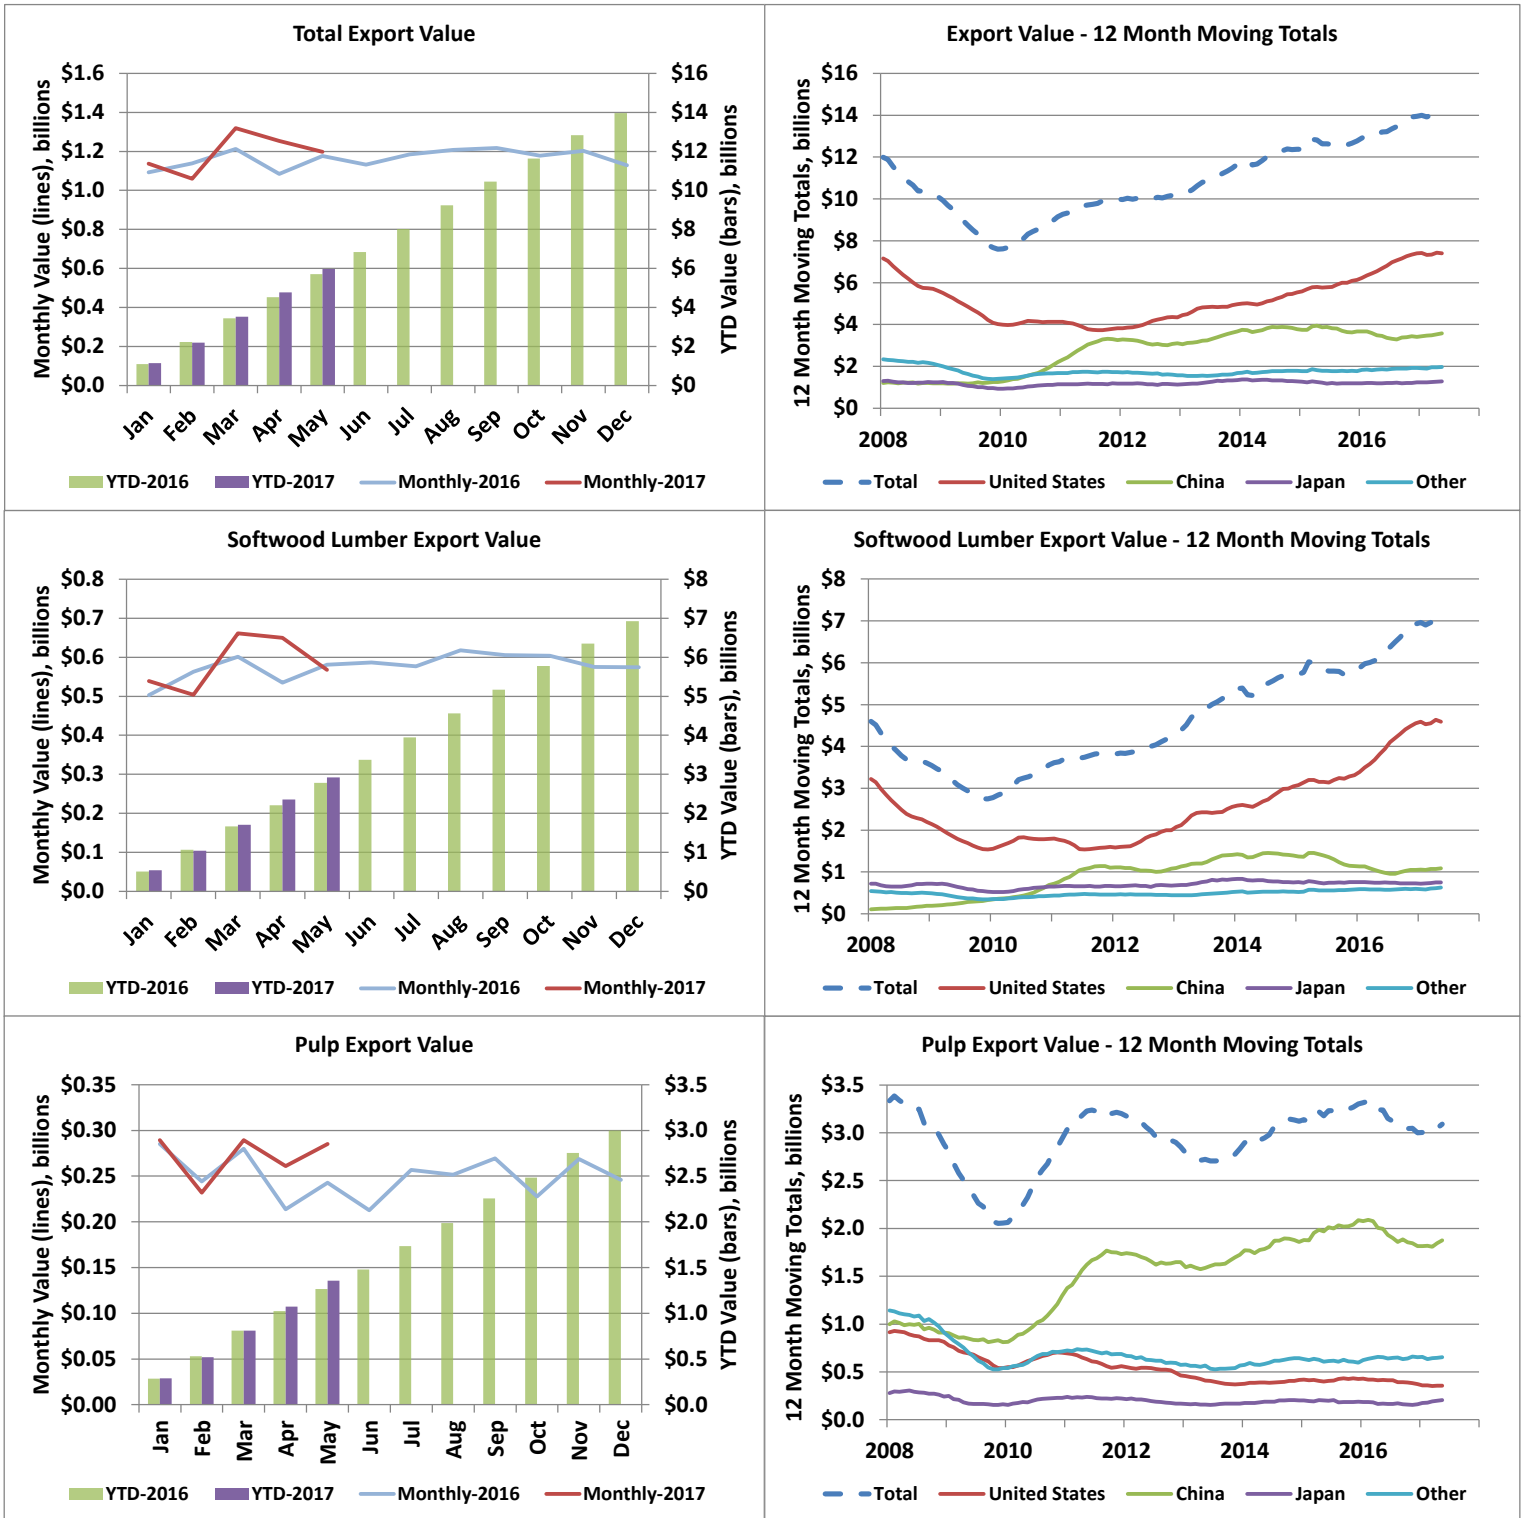 Total Export Value
Monthly Value (lines), billions
$1.6
$1.4
$1.2
$1.0
$0.8
$0.6
$0.4
$0.2
$0.0
$16
$14
$12
$10
$8
$6
$4
$2
$0
YTD Value (bars), billions
Jan Feb Mar Apr May Jun Jul Aug Sep Oct Nov Dec
YTD-2016 YTD-2017 Monthly-2016 Monthly-2017
Export Value - 12 Month Moving Totals
12 Month Moving Totals, billions
$16
$14
$12
$10
$8
$6
$4
$2
$0
2008 2010 2012 2014 2016
Total United States China Japan Other
Softwood Lumber Export Value
Monthly Value (lines), billions
$0.8
$0.7
$0.6
$0.5
$0.4
$0.3
$0.2
$0.1
$0.0
$8
$7
$6
$5
$4
$3
$2
$1
$0
YTD Value (bars), billions
Jan Feb Mar Apr May Jun Jul Aug Sep Oct Nov Dec
YTD-2016 YTD-2017 Monthly-2016 Monthly-2017
Softwood Lumber Export Value - 12 Month Moving Totals
12 Month Moving Totals, billions
$8
$7
$6
$5
$4
$3
$2
$1
$0
2008 2010 2012 2014 2016
Total United States China Japan Other
Pulp Export Value
Monthly Value (lines), billions
$0.35
$0.30
$0.25
$0.20
$0.15
$0.10
$0.05
$0.00
$3.5
$3.0
$2.5
$2.0
$1.5
$1.0
$0.5
$0.0
YTD Value (bars), billions
Jan Feb Mar Apr May Jun Jul Aug Sep Oct Nov Dec
YTD-2016 YTD-2017 Monthly-2016 Monthly-2017
Pulp Export Value - 12 Month Moving Totals
12 Month Moving Totals, billions
$3.5
$3.0
$2.5
$2.0
$1.5
$1.0
$0.5
$0.0
2008 2010 2012 2014 2016
Total United States China Japan Other